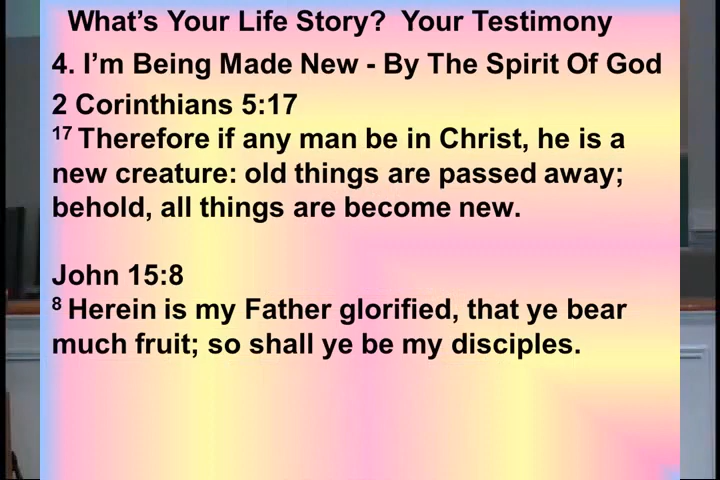 What's Your Life Story?  Your Testimony
4. I'm Being Made New - By The Spirit Of God
2 Corinthians 5:17
17 Therefore if any man be in Christ, he is a
new creature: old things are passed away;
behold, all things are become new.
John 15:8
8 Herein is my Father glorified, that ye bear
much fruit; so shall ye be my disciples.